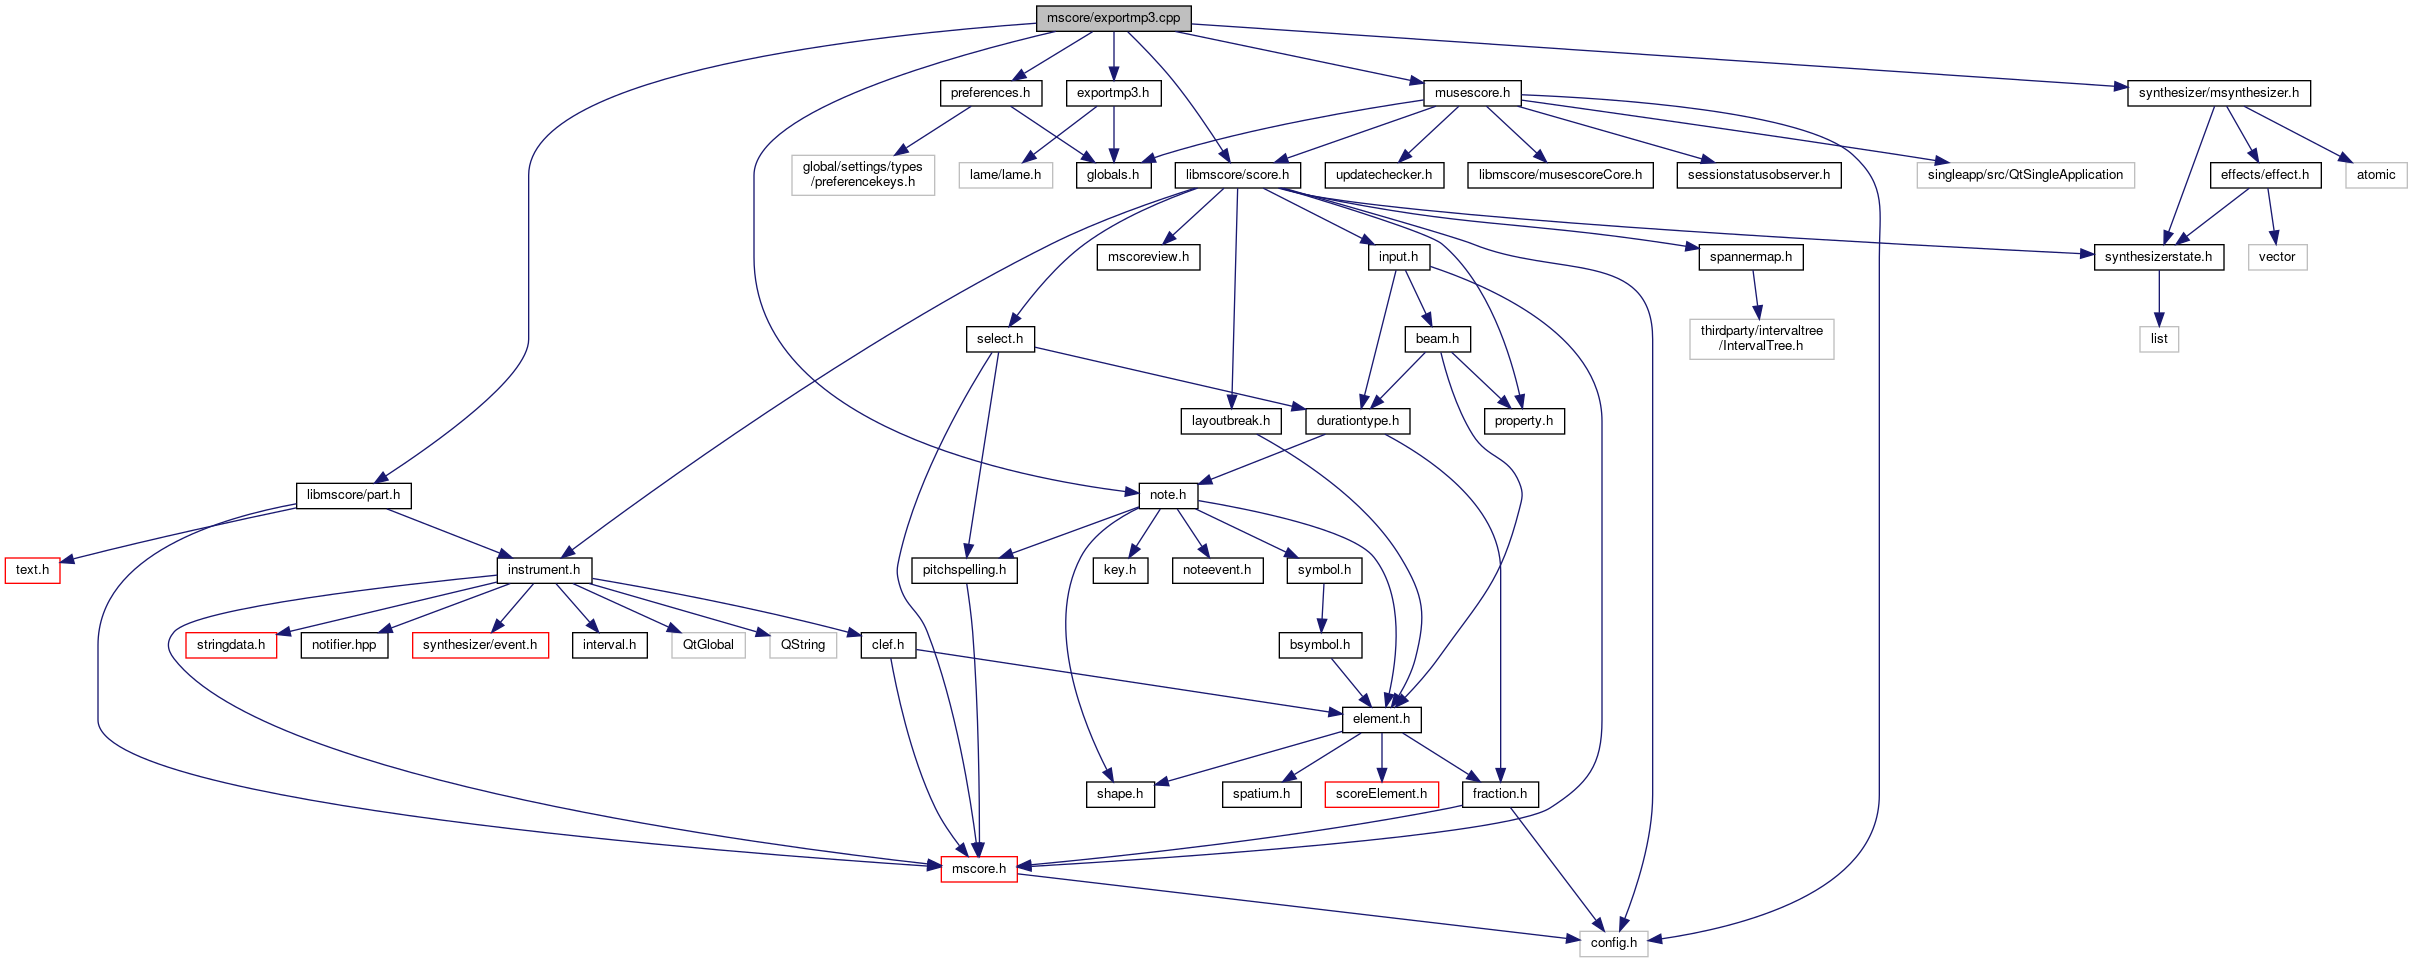 mscore/exportmp3.cpp
preferences.h
exportmp3.h
musescore.h
synthesizer/msynthesizer.h
global/settings/types
/preferencekeys.h
lame/lame.h
globals.h
libmscore/score.h
updatechecker.h
libmscore/musescoreCore.h
sessionstatusobserver.h
singleapp/src/QtSingleApplication
effects/effect.h
atomic
mscoreview.h
input.h
spannermap.h
synthesizerstate.h
vector
select.h
beam.h
thirdparty/intervaltree
/IntervalTree.h
list
layoutbreak.h
durationtype.h
property.h
libmscore/part.h
note.h
text.h
instrument.h
pitchspelling.h
key.h
noteevent.h
symbol.h
stringdata.h
notifier.hpp
synthesizer/event.h
interval.h
QtGlobal
QString
clef.h
bsymbol.h
element.h
shape.h
spatium.h
scoreElement.h
fraction.h
mscore.h
config.h